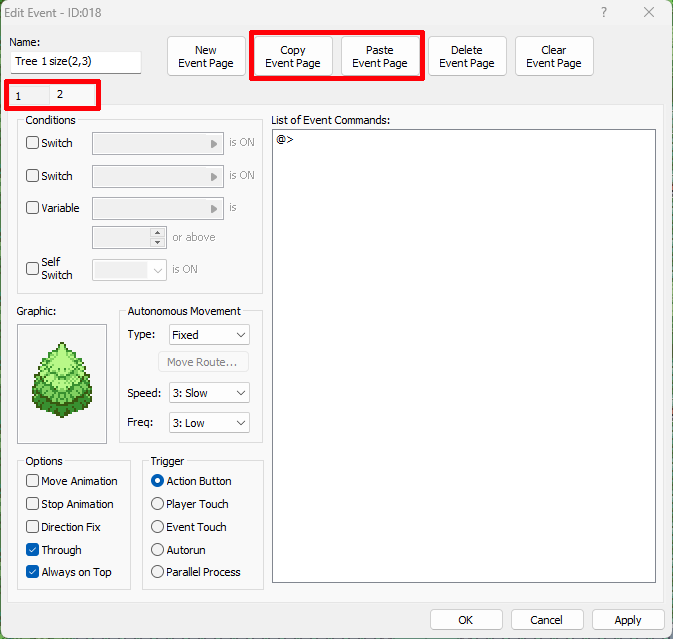 Edit Event - ID:018
Name:
Tree 1 size(2,3)
New
Event Page
Copy
Event Page
Paste
Event Page
Delete
Event Page
Clear
Event Page
1
2
Conditions
Switch
is ON
Switch
is ON
Variable
is
or above
Self
Switch
is ON
Graphic:
Autonomous Movement
Type:
Fixed
Move Route...
Speed:
3: Slow
Freq:
3: Low
Options
Move Animation
Stop Animation
Direction Fix
Through
Always on Top
Trigger
Action Button
Player Touch
Event Touch
Autorun
Parallel Process
List of Event Commands:
@>
OK
Cancel
Apply